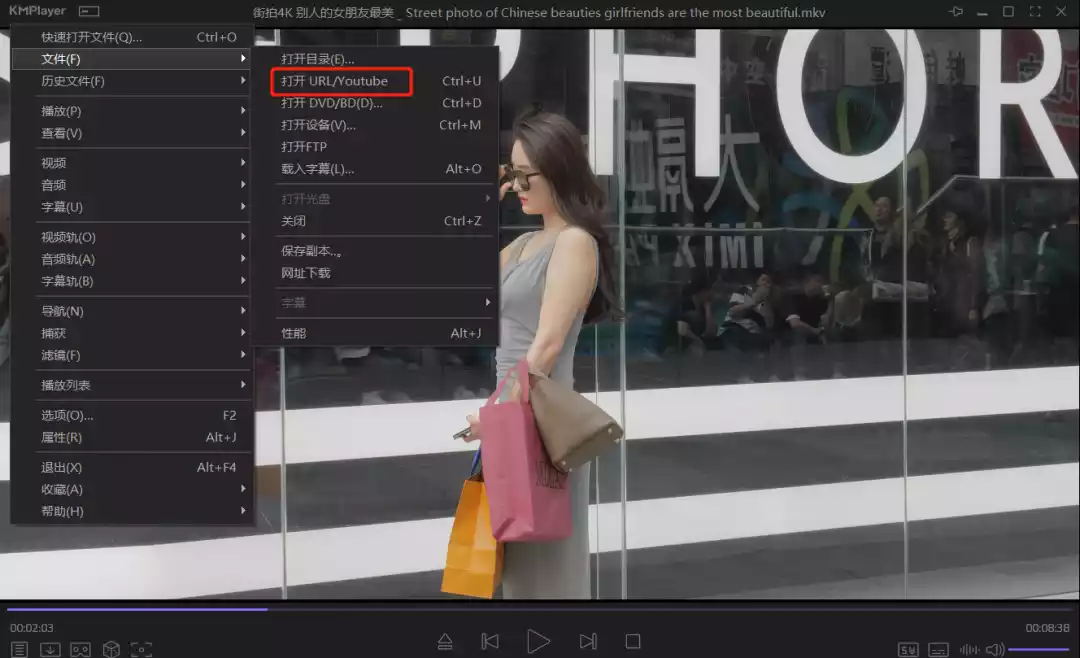 KMPlayer
街拍4K 别人的女朋友最美 _ Street photo of Chinese beauties girlfriends are the most beautiful.mkv
快速打开文件(Q)... Ctrl+O
文件(F)
历史文件(F)
播放(P)
查看(V)
视频
音频
字幕(U)
视频轨(O)
音频轨(A)
字幕轨(B)
导航(N)
捕获
滤镜(F)
播放列表
选项(O)... F2
属性(R) Alt+J
退出(X) Alt+F4
收藏(A)
帮助(H)
打开目录(E)...
打开 URL/Youtube Ctrl+U
打开 DVD/BD(D)... Ctrl+D
打开设备(V)... Ctrl+M
打开FTP
载入字幕(L)... Alt+O
打开光盘
关闭 Ctrl+Z
保存副本...
网址下载
字幕
性能 Alt+J
PHOR
00:02:03
00:08:38
S.W